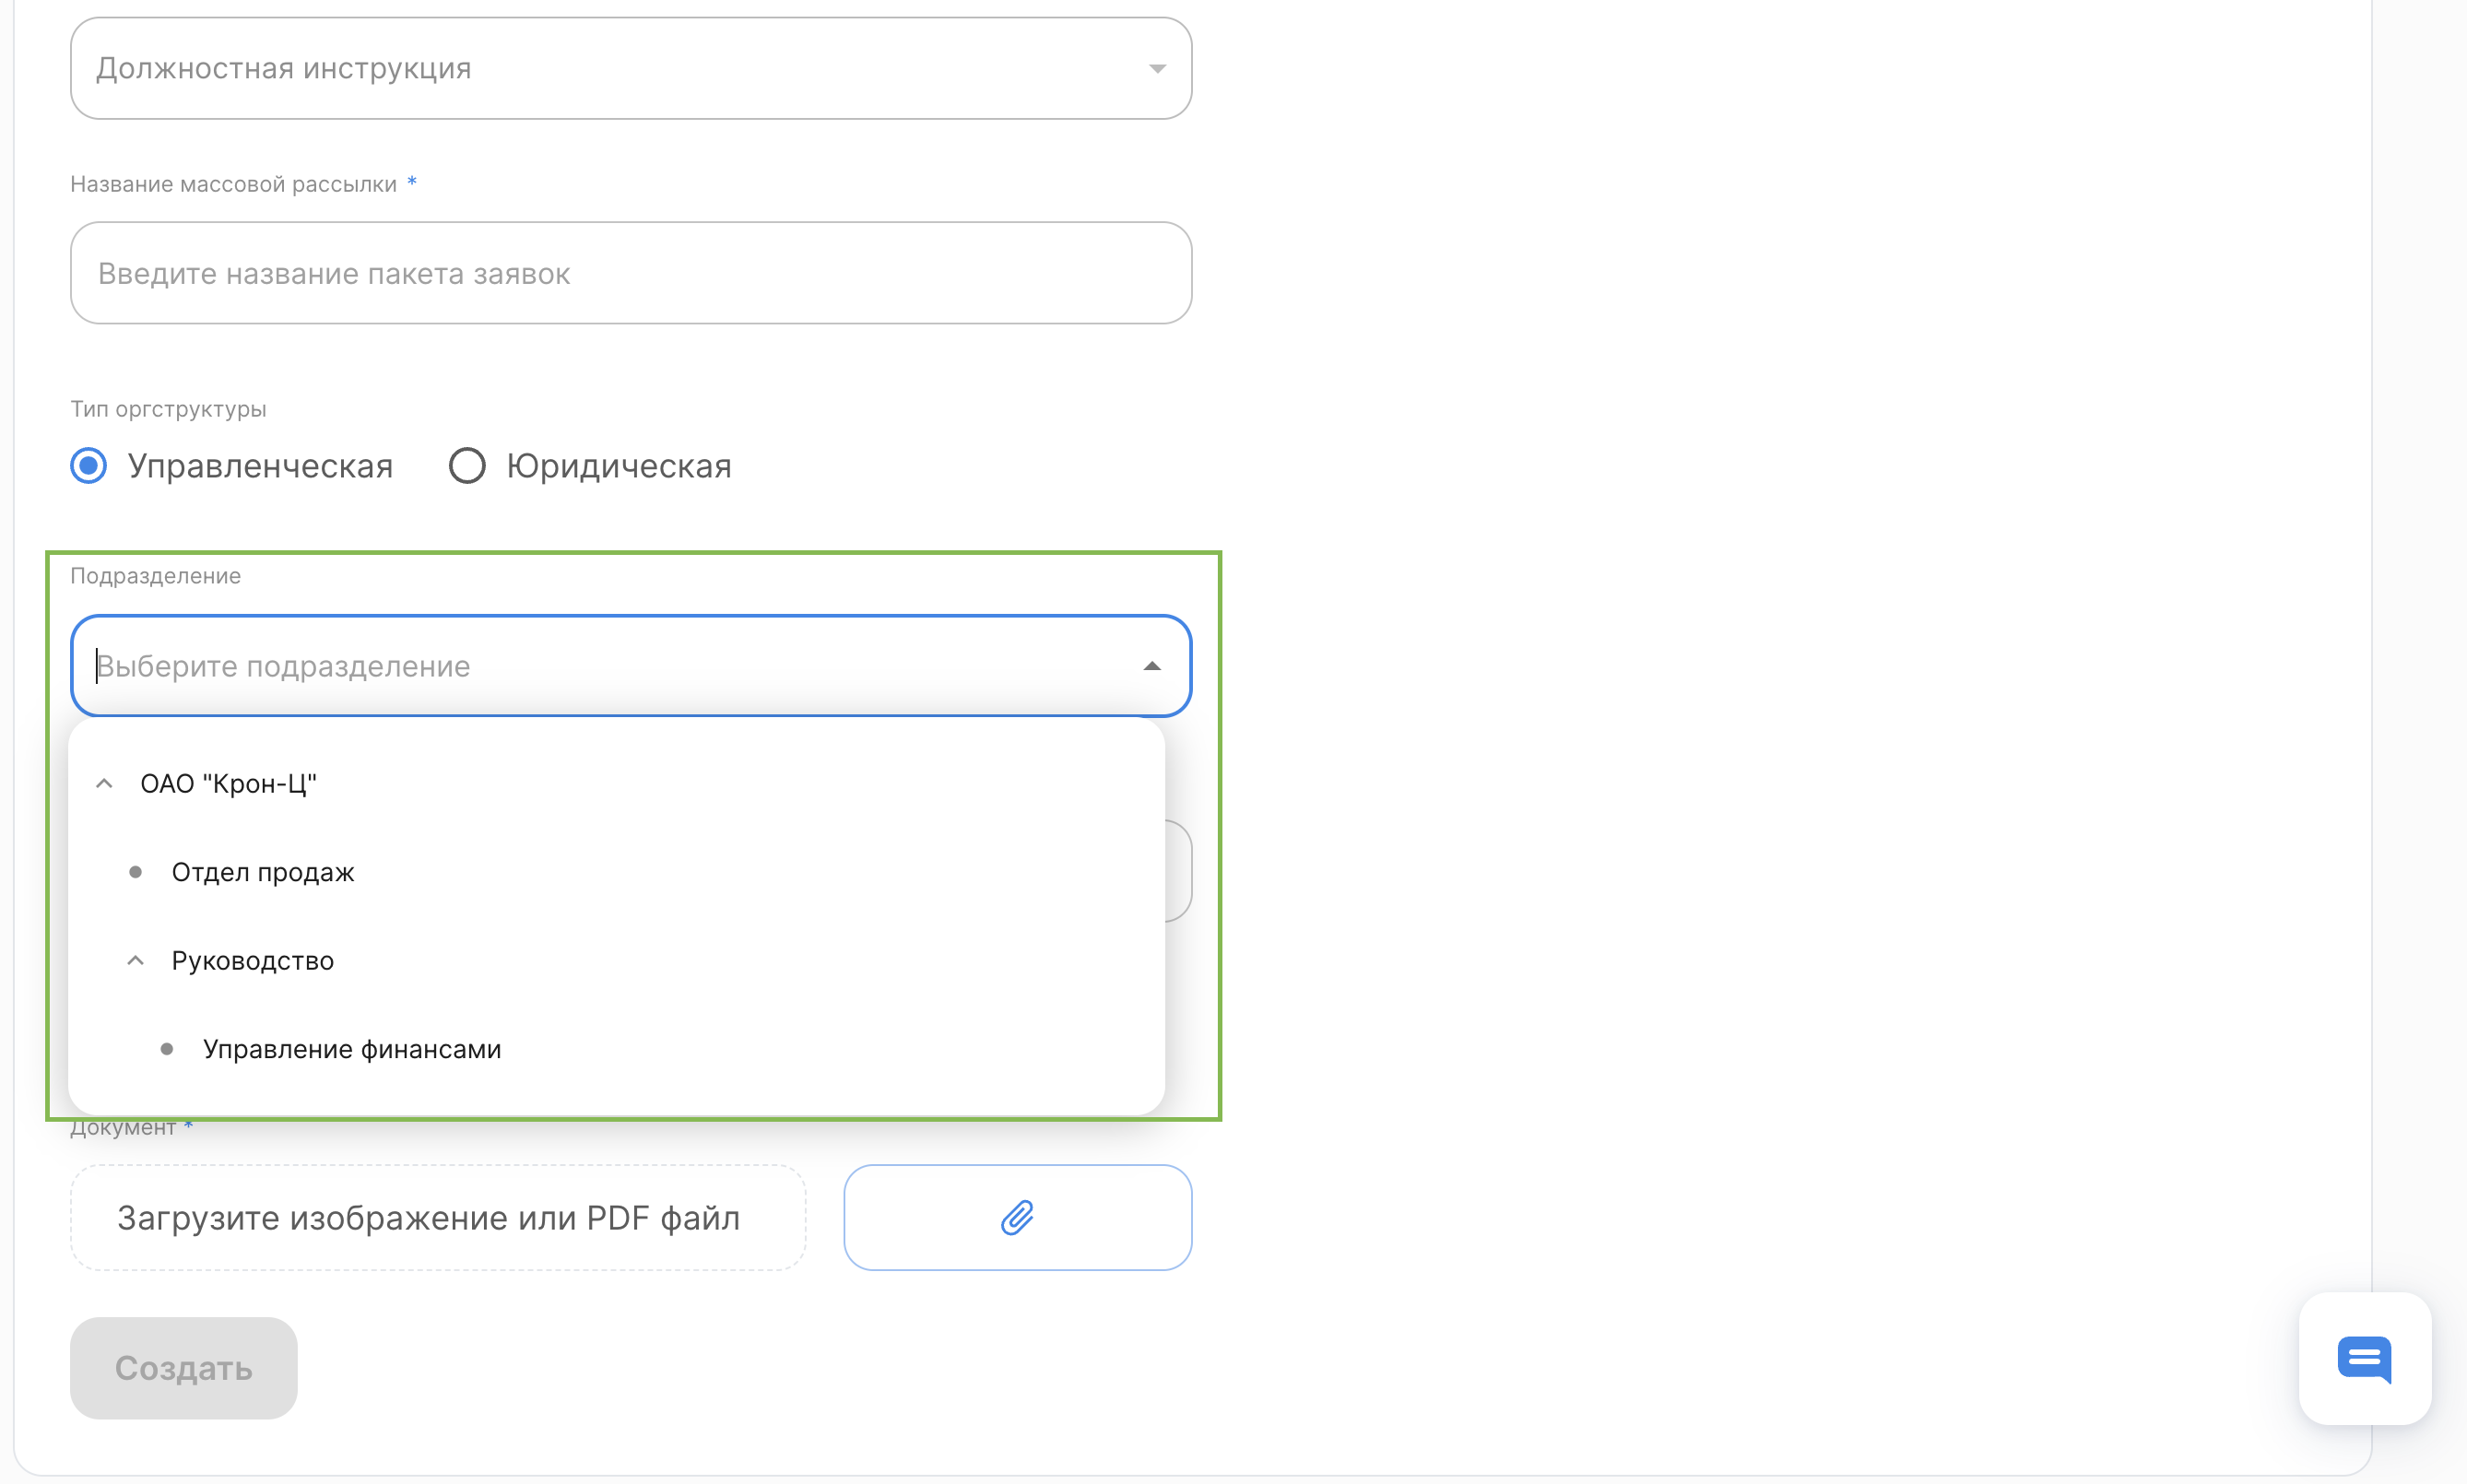 Должностная инструкция
Название массовой рассылки *
Введите название пакета заявок
Тип оргструктуры
Управленческая Юридическая
Подразделение
Выберите подразделение
ОАО "Крон-Ц"
Отдел продаж
Руководство
Управление финансами
Документ *
Загрузите изображение или PDF файл
Создать